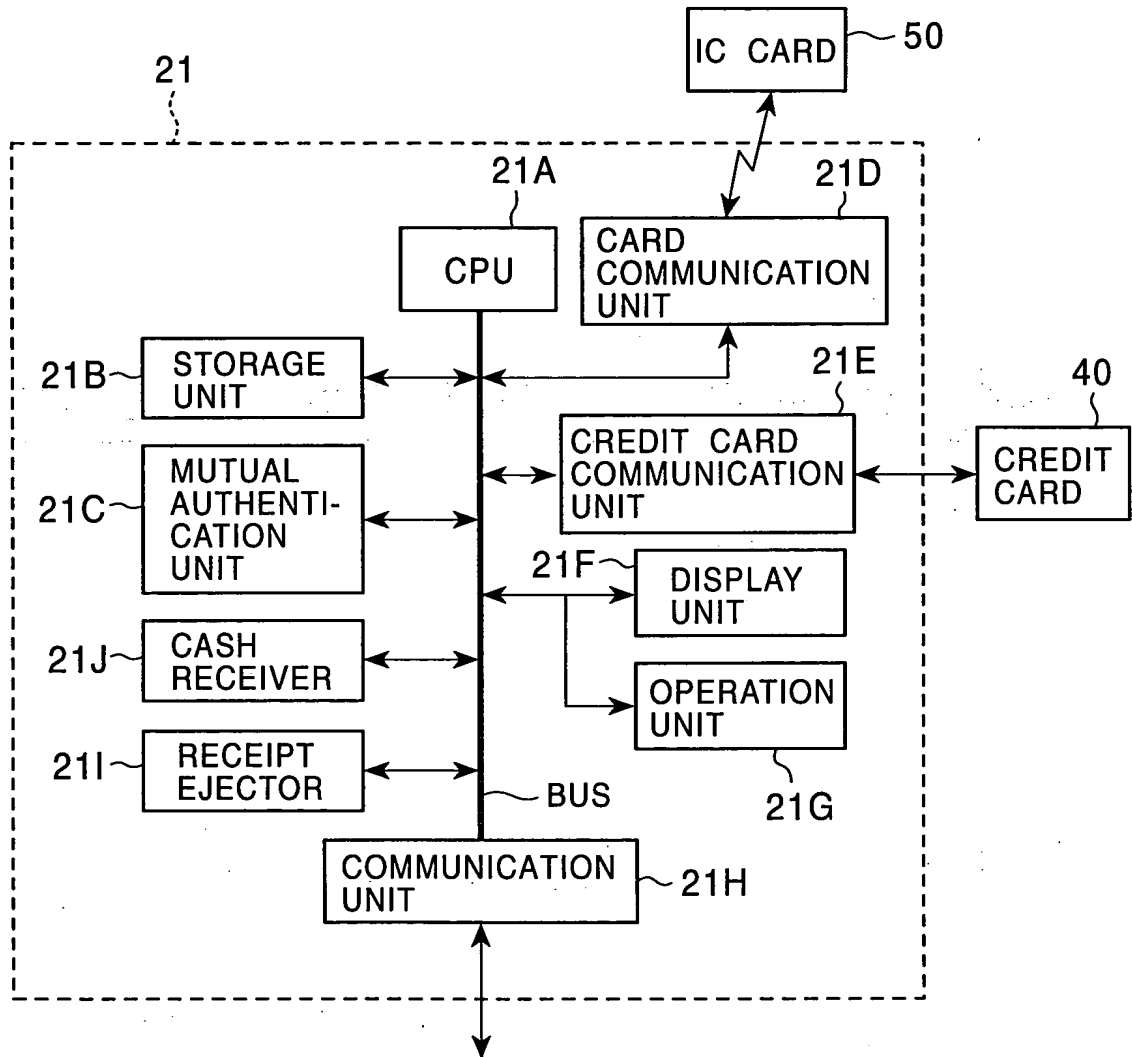 IC CARD
50
21
21A
21D
CPU
CARD
COMMUNICATION
UNIT
21B
STORAGE
UNIT
21E
40
CREDIT CARD
COMMUNICATION
UNIT
CREDIT
CARD
21C
MUTUAL
AUTHENTI-
CATION
UNIT
21F
DISPLAY
UNIT
21J
CASH
RECEIVER
OPERATION
UNIT
21I
RECEIPT
EJECTOR
BUS
21G
COMMUNICATION
UNIT
21H